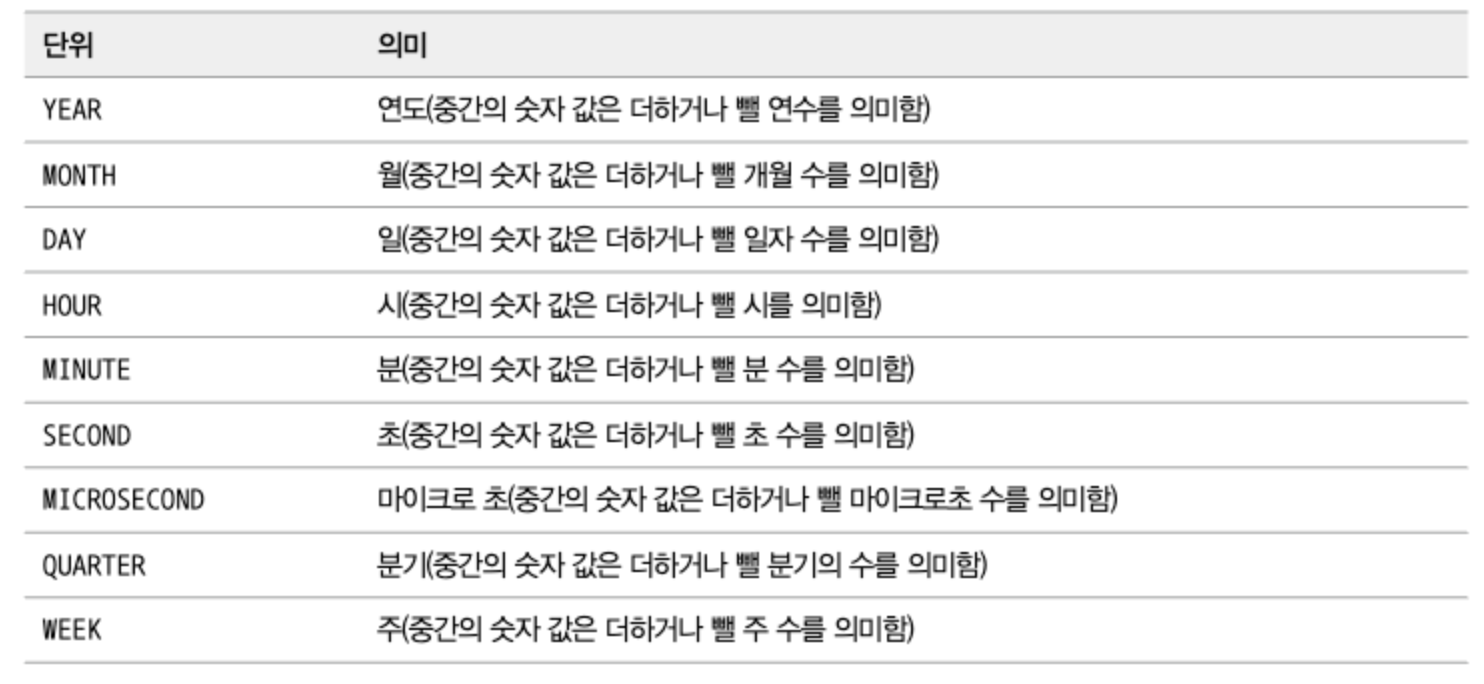 단위 의미
YEAR 연도(중간의 숫자 값은 더하거나 뺄 연수를 의미함)
MONTH 월(중간의 숫자 값은 더하거나 뺄 개월 수를 의미함)
DAY 일(중간의 숫자 값은 더하거나 뺄 일자 수를 의미함)
HOUR 시(중간의 숫자 값은 더하거나 뺄 시를 의미함)
MINUTE 분(중간의 숫자 값은 더하거나 뺄 분 수를 의미함)
SECOND 초(중간의 숫자 값은 더하거나 뺄 초 수를 의미함)
MICROSECOND 마이크로 초(중간의 숫자 값은 더하거나 뺄 마이크로초 수를 의미함)
QUARTER 분기(중간의 숫자 값은 더하거나 뺄 분기의 수를 의미함)
WEEK 주(중간의 숫자 값은 더하거나 뺄 주 수를 의미함)